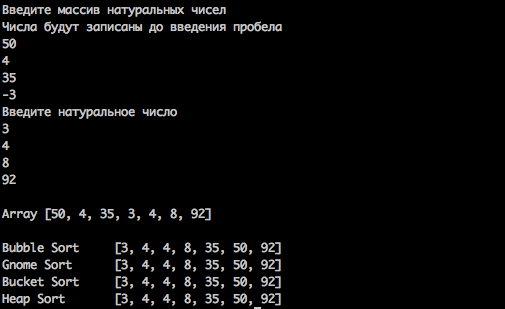 Введите массив натуральных чисел
Числа будут записаны до введения пробела
50
4
35
-3
Введите натуральное число
3
4
8
92
Array [50, 4, 35, 3, 4, 8, 92]
Bubble Sort [3, 4, 4, 8, 35, 50, 92]
Gnome Sort [3, 4, 4, 8, 35, 50, 92]
Bucket Sort [3, 4, 4, 8, 35, 50, 92]
Heap Sort [3, 4, 4, 8, 35, 50, 92]